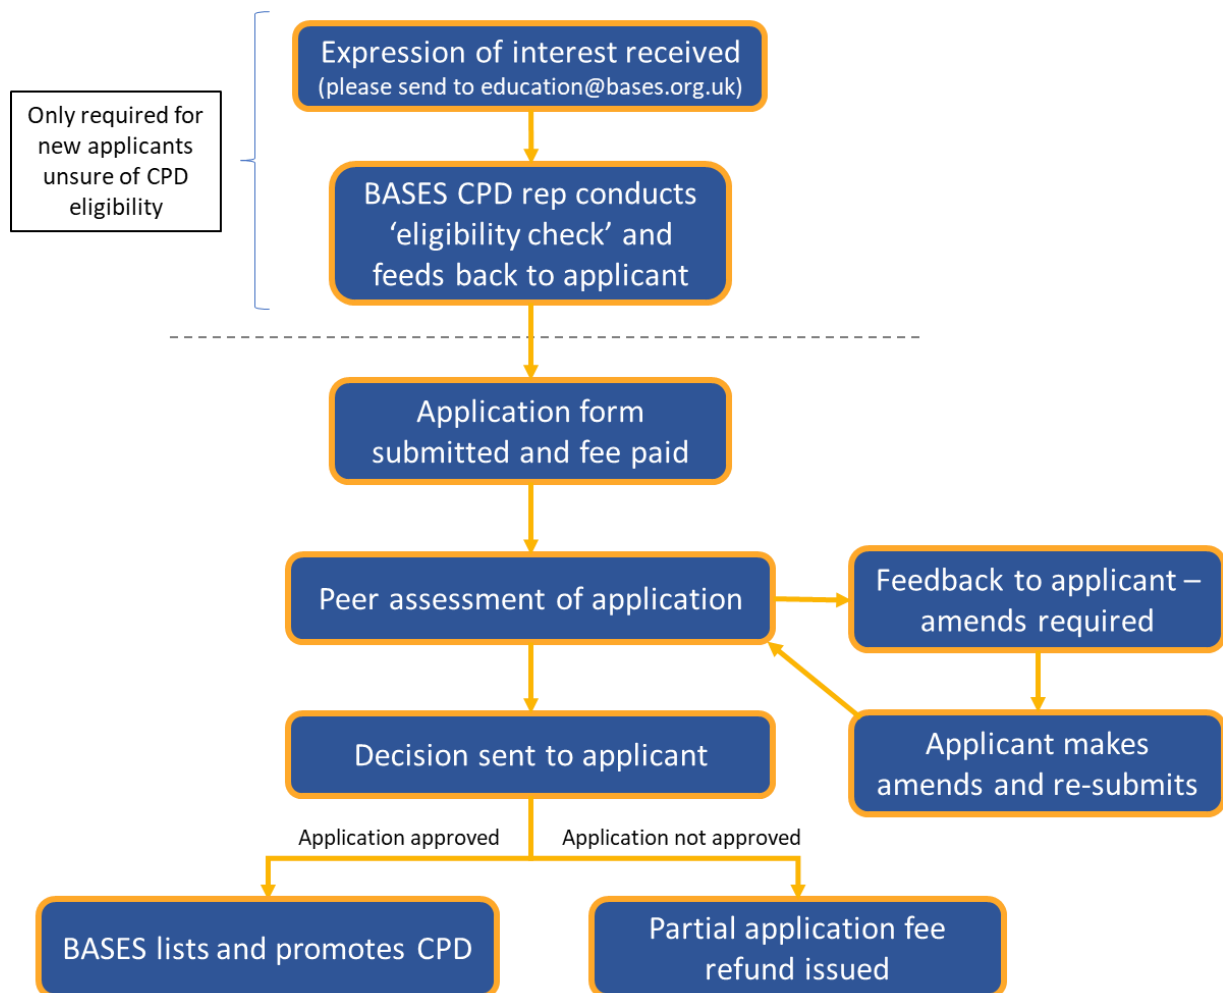 Expression of interest received
(please send to education@bases.org.uk)
Only required for
new applicants
unsure of CPD
eligibility
BASES CPD rep conducts
‘eligibility check’ and
feeds back to applicant
Application form
submitted and fee paid
Peer assessment of application
Feedback to applicant –
amends required
Applicant makes
amends and re-submits
Decision sent to applicant
Application approved
Application not approved
BASES lists and promotes CPD
Partial application fee
refund issued